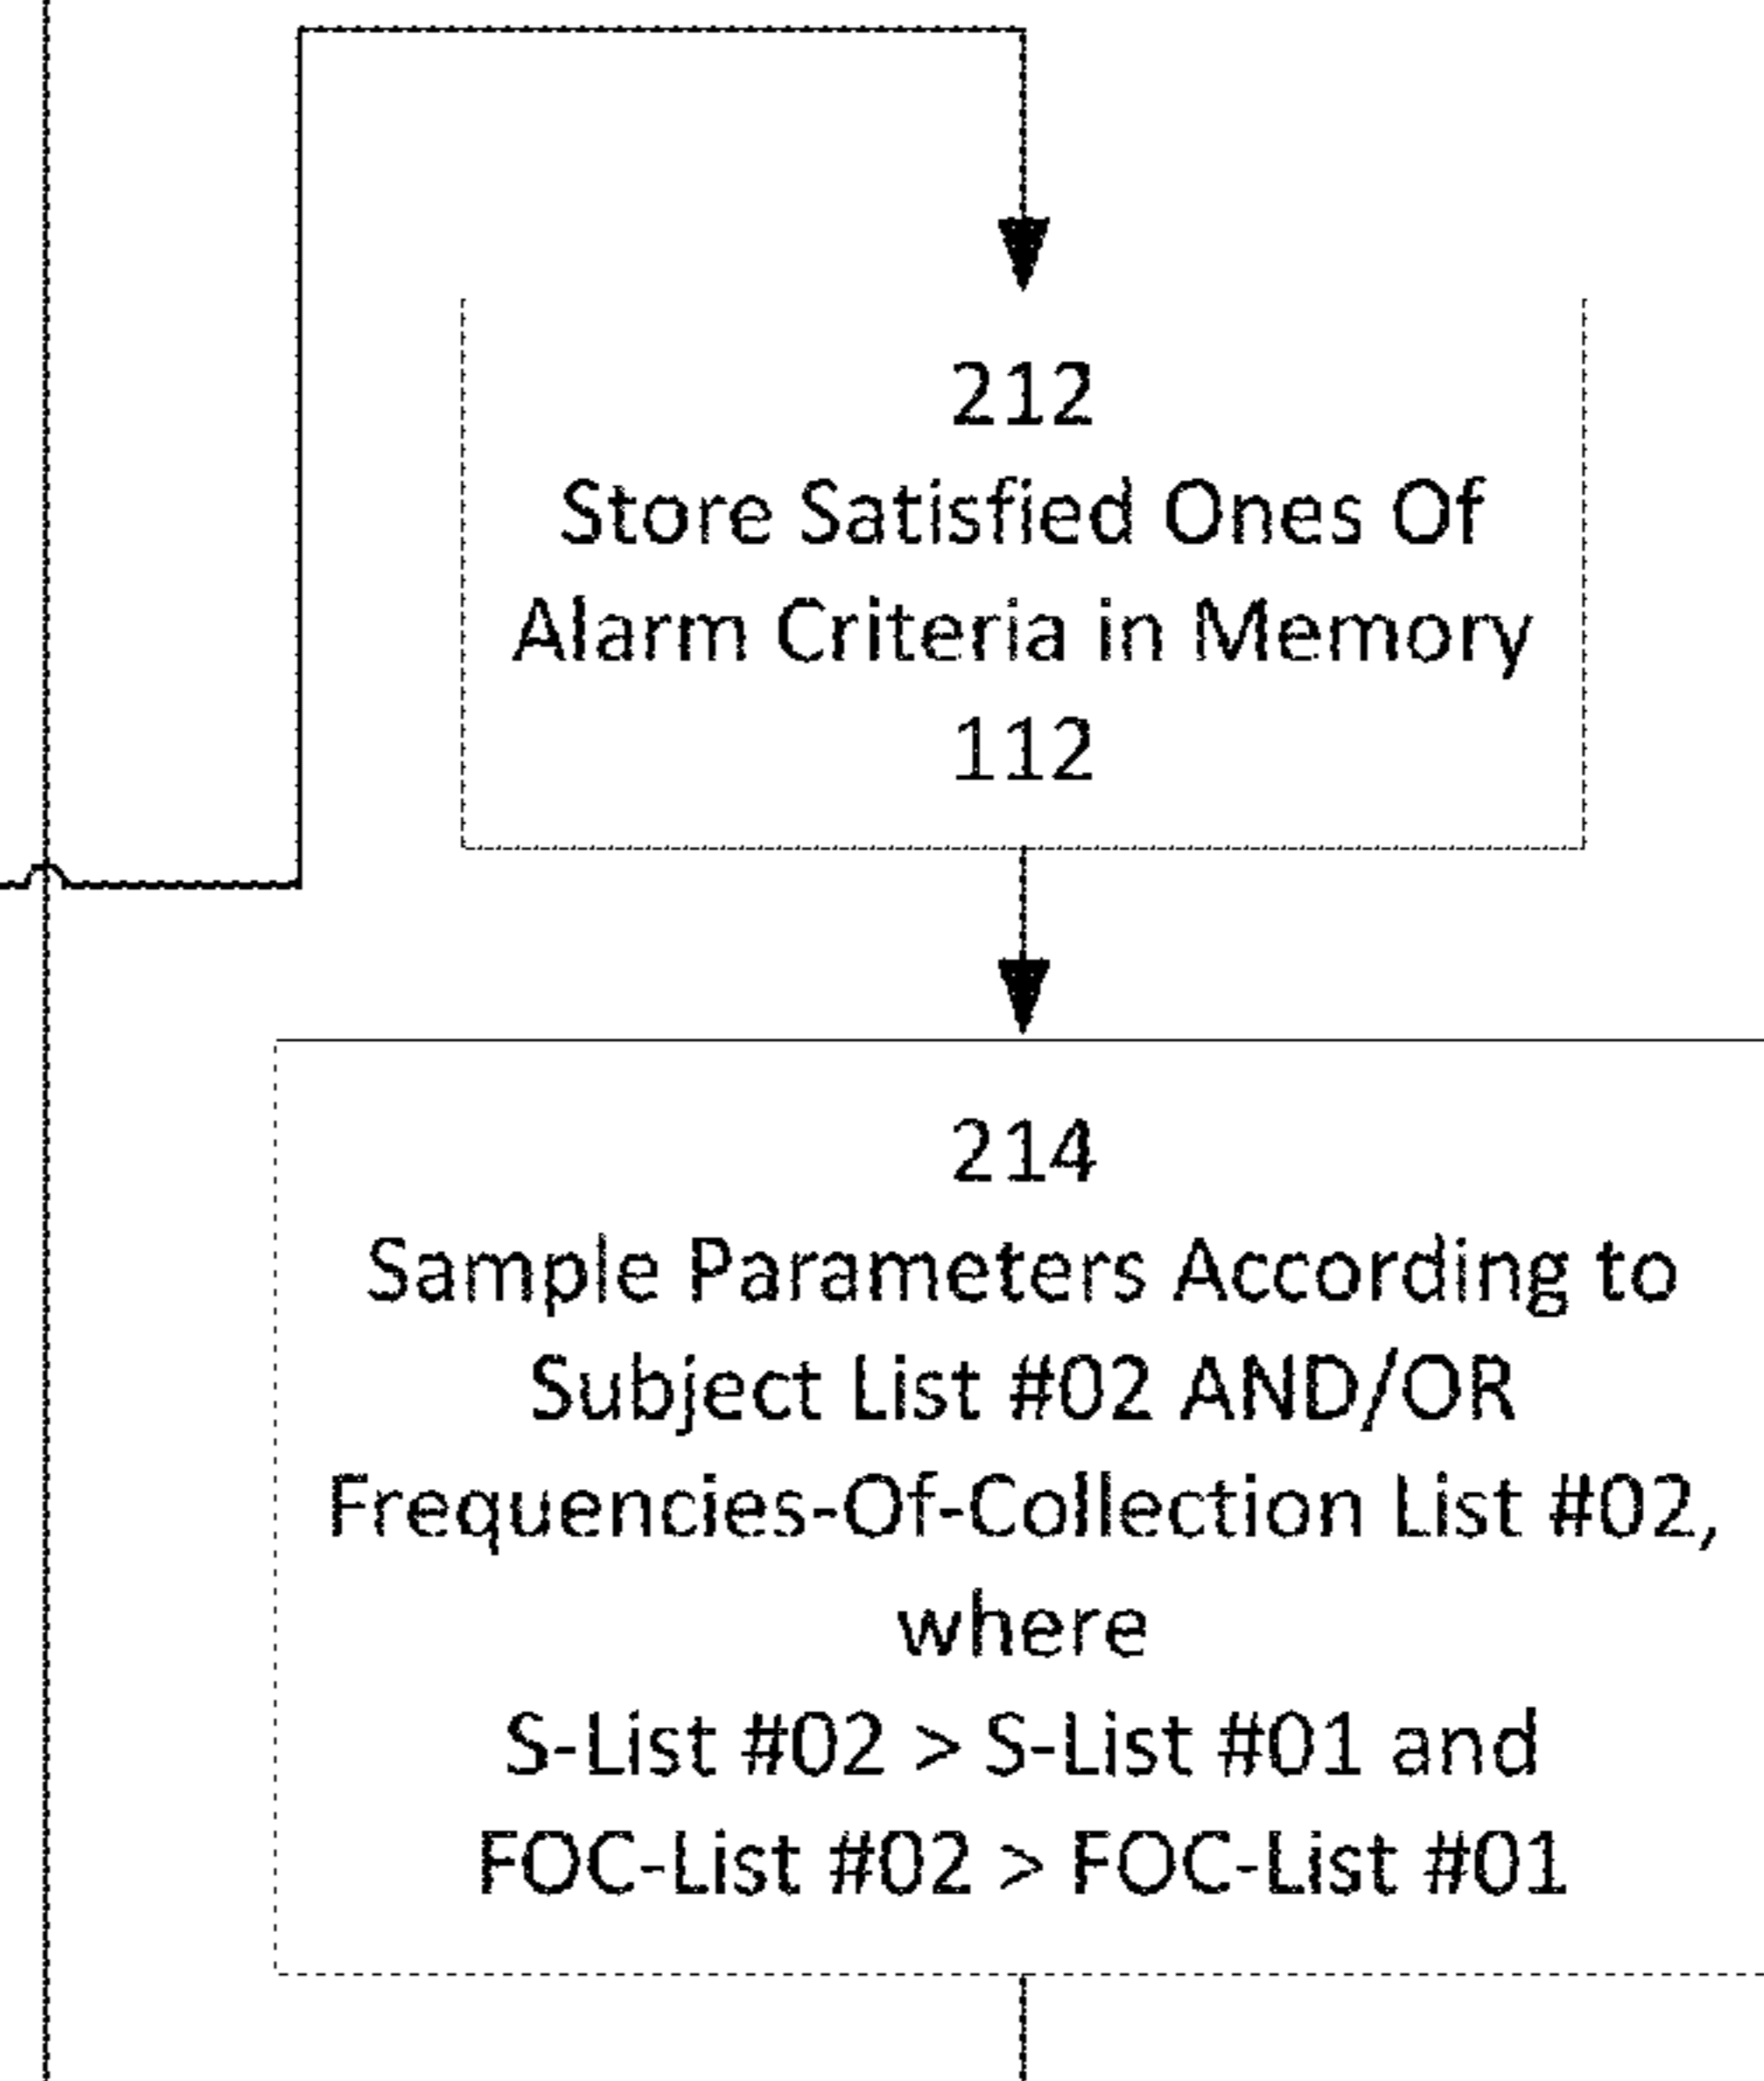 212
Store Satisfied Ones Of
Alarm Criteria in Memory
112
214
Sample Parameters According to
Subject List #02 AND/OR
Frequencies-Of-Collection List #02,
where
S-List #02 > S-List #01 and
FOC-List #02 > FOC-List #01